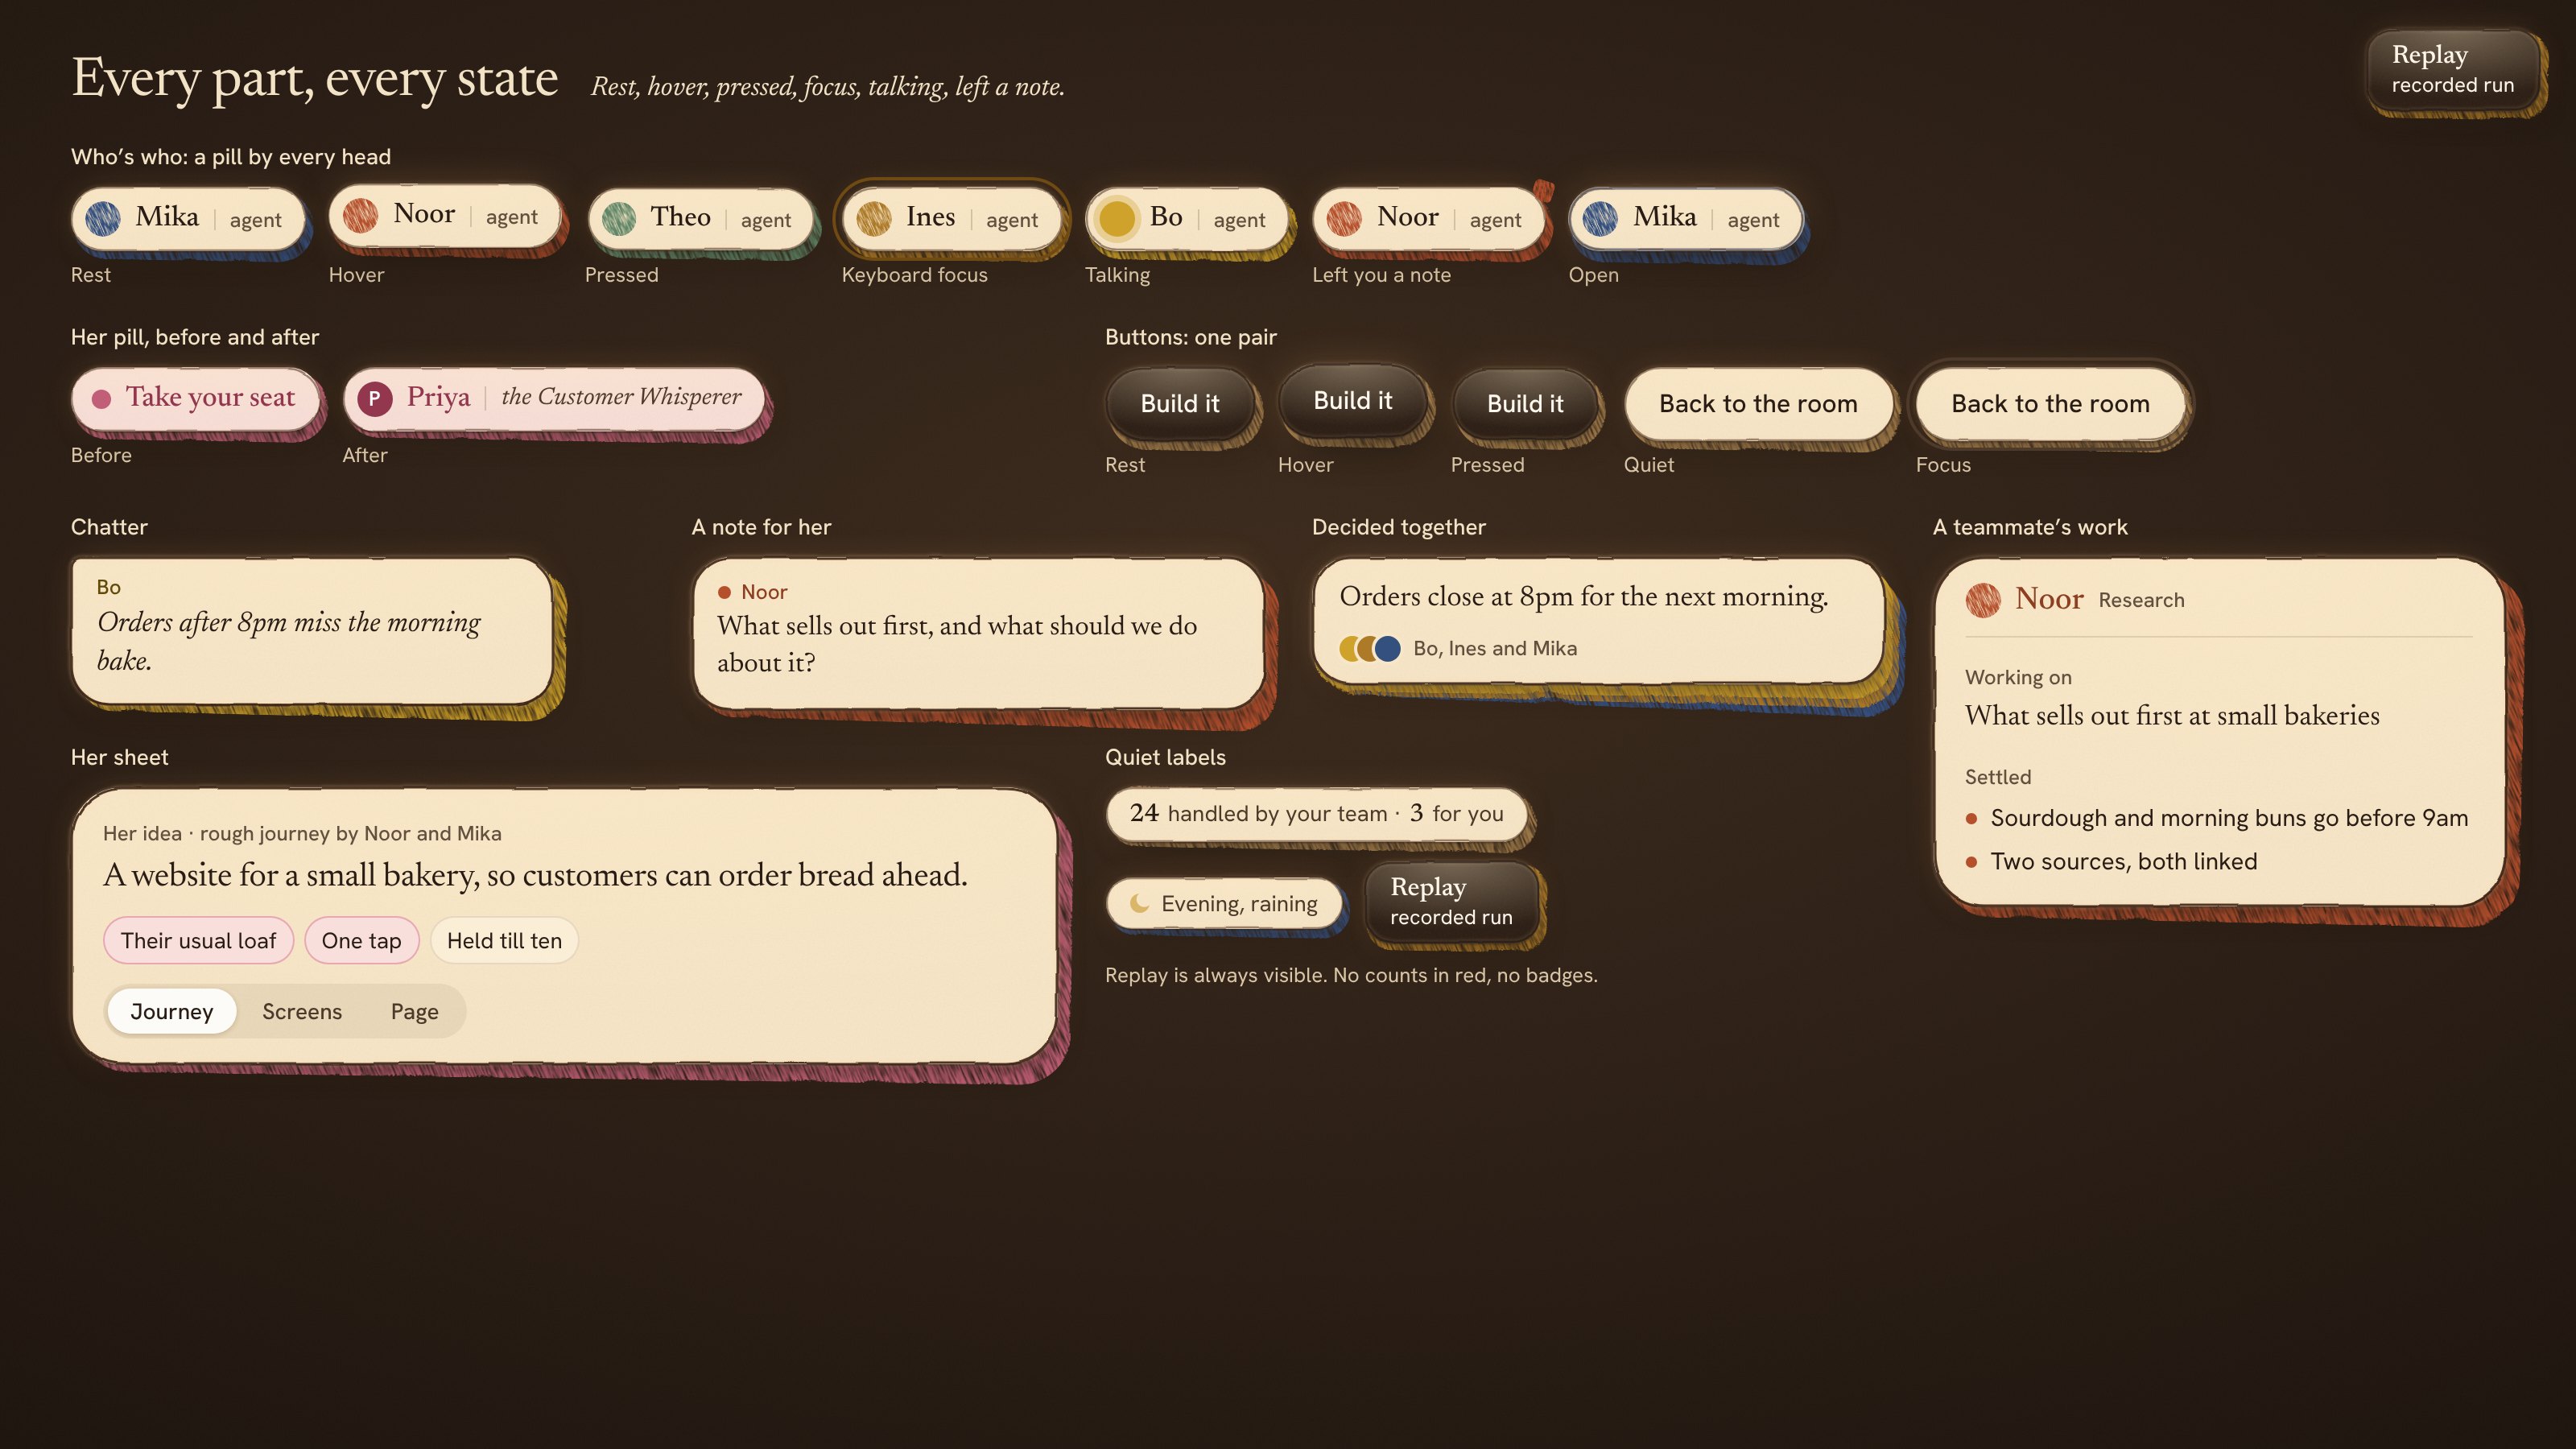 Every part, every state
Rest, hover, pressed, focus, talking, left a note.
Replay
recorded run
Who's who: a pill by every head
Mika | agent
Noor | agent
Theo | agent
Ines | agent
Bo | agent
Noor | agent
Mika | agent
Rest
Hover
Pressed
Keyboard focus
Talking
Left you a note
Open
Her pill, before and after
Take your seat
P Priya | the Customer Whisperer
Before
After
Buttons: one pair
Build it
Build it
Build it
Back to the room
Back to the room
Rest
Hover
Pressed
Quiet
Focus
Chatter
Bo
Orders after 8pm miss the morning
bake.
A note for her
Noor
What sells out first, and what should we do
about it?
Decided together
Orders close at 8pm for the next morning.
Bo, Ines and Mika
A teammate's work
Noor Research
Working on
What sells out first at small bakeries
Settled
Sourdough and morning buns go before 9am
Two sources, both linked
Her sheet
Her idea · rough journey by Noor and Mika
A website for a small bakery, so customers can order bread ahead.
Their usual loaf
One tap
Held till ten
Journey
Screens
Page
Quiet labels
24 handled by your team · 3 for you
Evening, raining
Replay
recorded run
Replay is always visible. No counts in red, no badges.